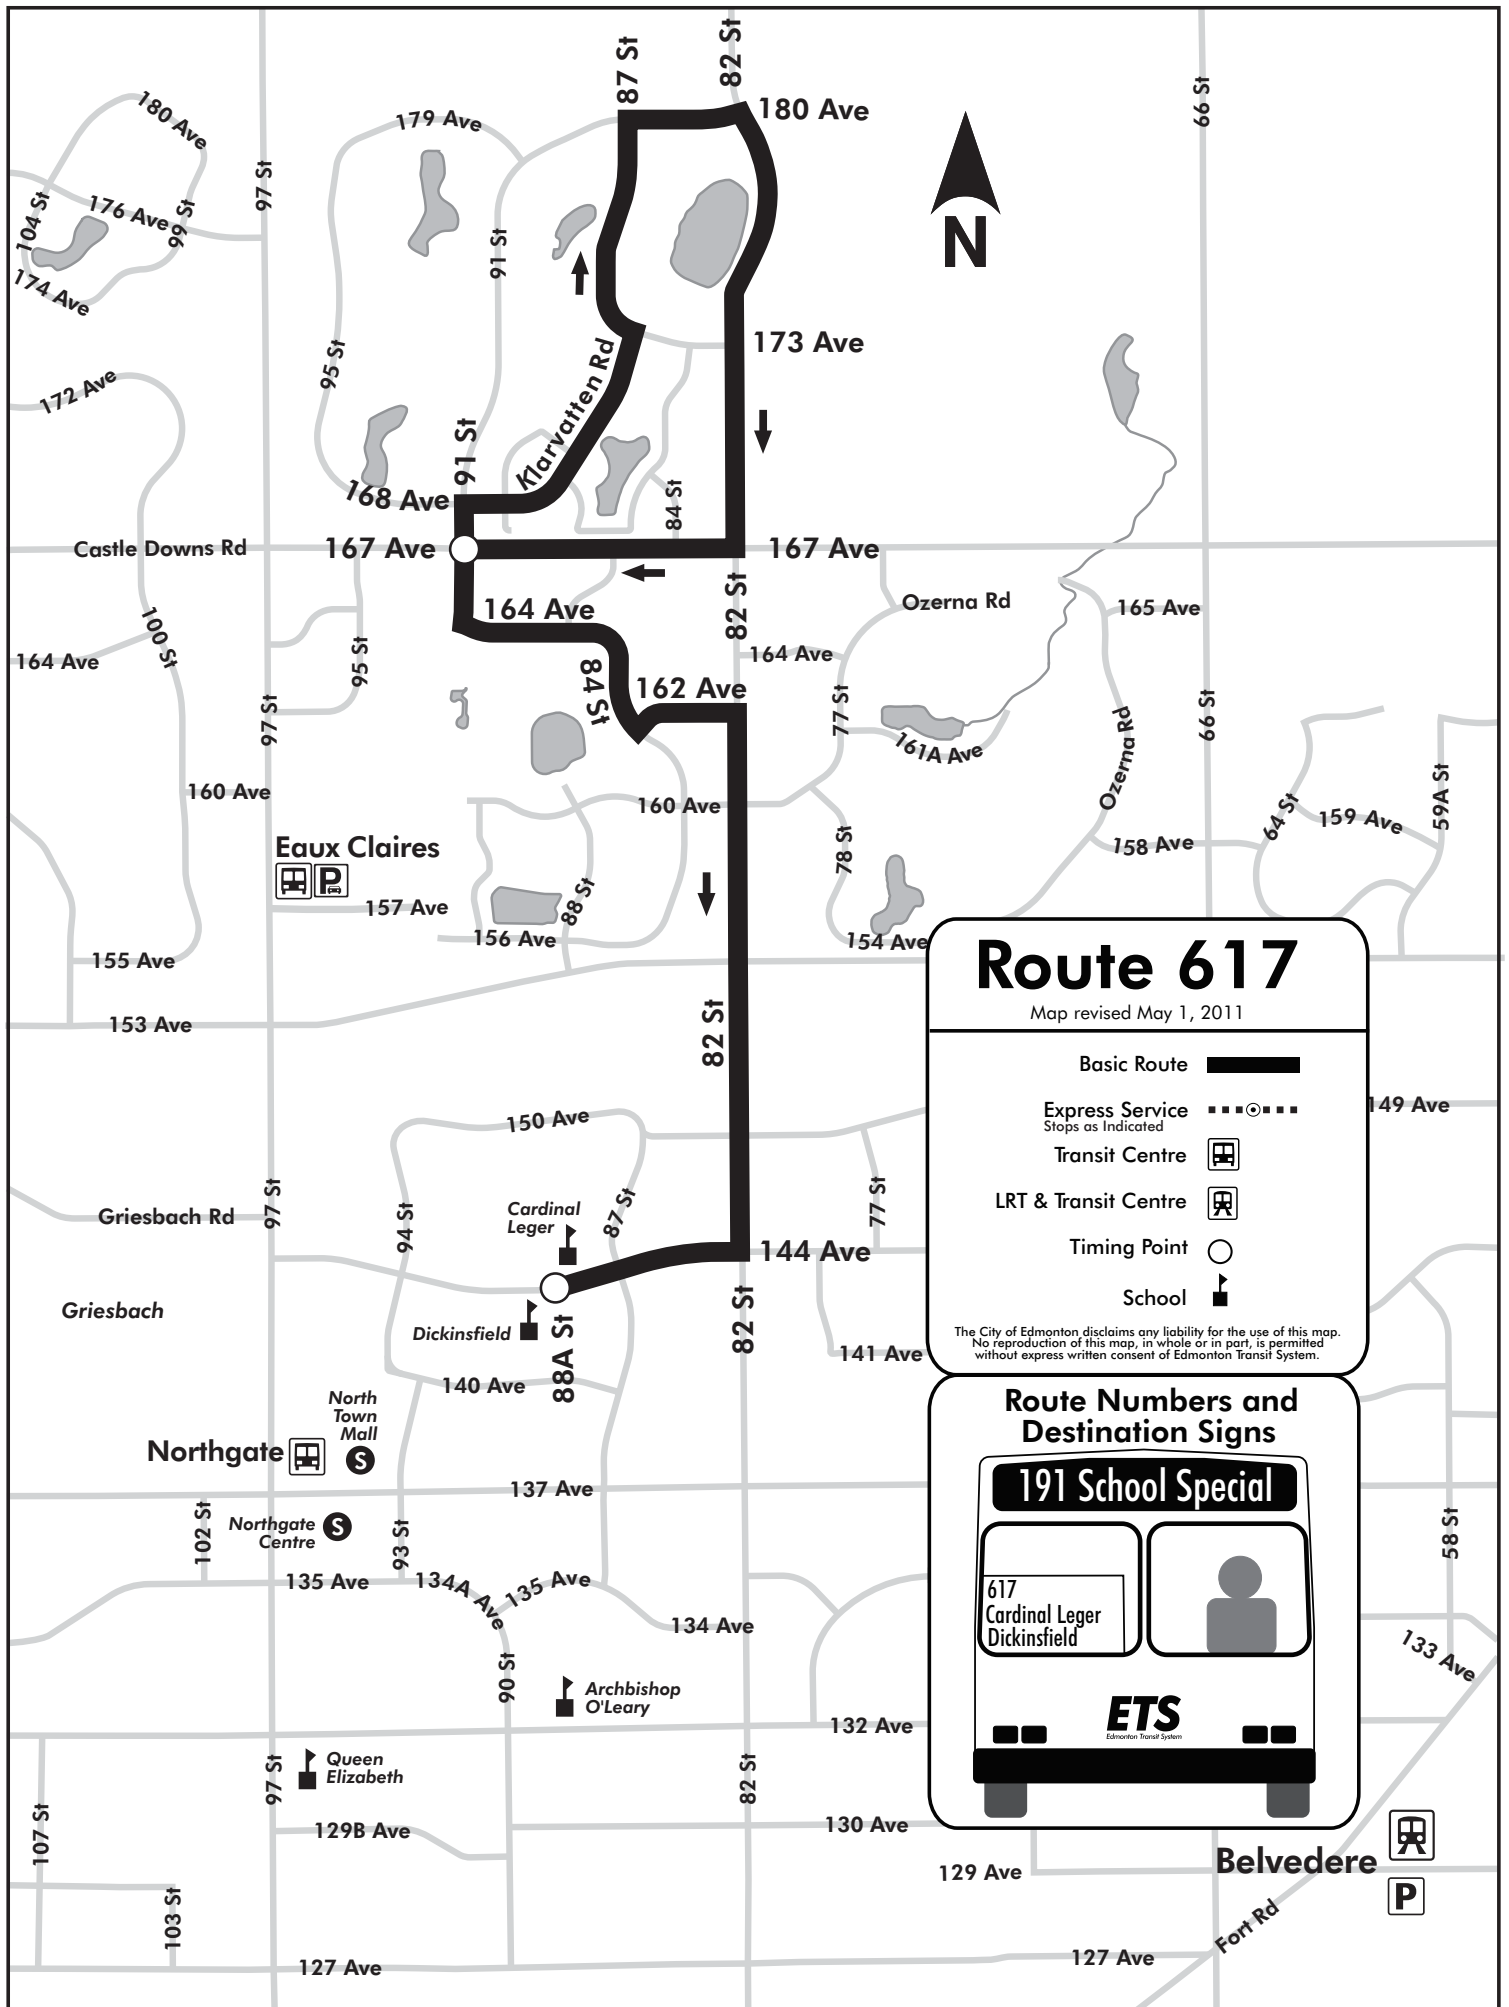 87 St
82 St
180 Ave
180 Ave
179 Ave
66 St
97 St
104 St
176 Ave
99 St
174 Ave
91 St
N
173 Ave
95 St
Klarvatten Rd
172 Ave
91 St
168 Ave
84 St
Castle Downs Rd
167 Ave
167 Ave
82 St
164 Ave
Ozerna Rd
165 Ave
100 St
164 Ave
95 St
164 Ave
84 St
162 Ave
97 St
77 St
161A Ave
Ozerna Rd
66 St
160 Ave
160 Ave
64 St
159 Ave
59A St
Eaux Claires
P
78 St
158 Ave
157 Ave
88 St
156 Ave
154 Ave
155 Ave
153 Ave
82 St
Route 617
Map revised May 1, 2011
Basic Route
Express Service
Stops as Indicated
Transit Centre
LRT & Transit Centre
Timing Point
School
The City of Edmonton disclaims any liability for the use of this map.
No reproduction of this map, in whole or in part, is permitted
without express written consent of Edmonton Transit System.
149 Ave
150 Ave
97 St
Griesbach Rd
94 St
Cardinal
Leger
87 St
77 St
144 Ave
Griesbach
Dickinsfield
88A St
82 St
141 Ave
140 Ave
North
Town
Mall
S
Northgate
137 Ave
102 St
Northgate
Centre
S
93 St
135 Ave
134A Ave
135 Ave
134 Ave
90 St
Archbishop
O'Leary
132 Ave
97 St
Queen
Elizabeth
82 St
107 St
129B Ave
130 Ave
129 Ave
103 St
127 Ave
127 Ave
Route Numbers and
Destination Signs
191 School Special
617
Cardinal Leger
Dickinsfield
ETS
Edmonton Transit System
58 St
133 Ave
Belvedere
P
Fort Rd